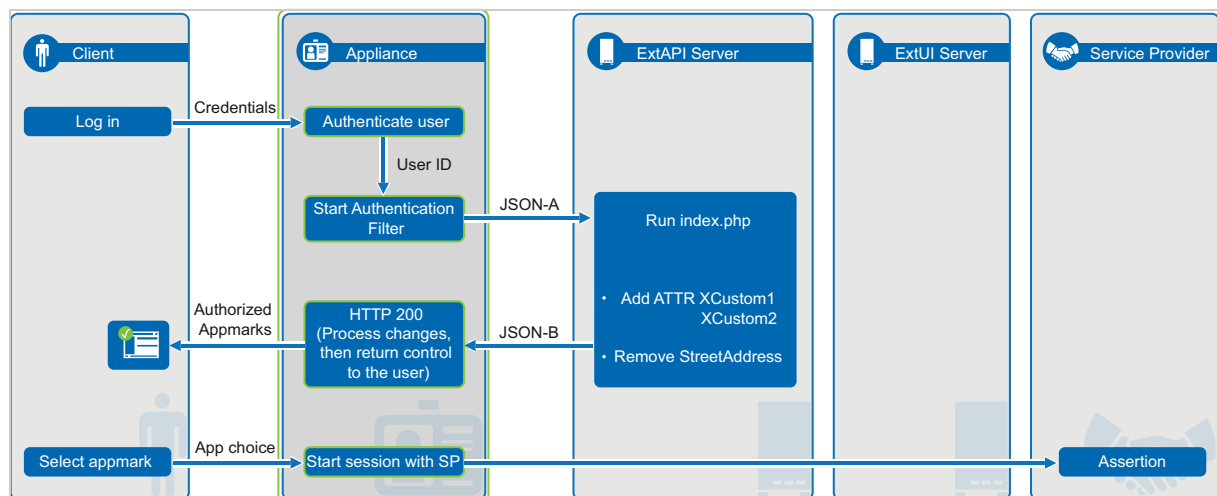 Client
Appliance
ExtAPI Server
ExtUI Server
Service Provider
Credentials
Log in
Authenticate user
User ID
Start Authentication
Filter
JSON-A
Run index.php
• Add ATTR XCustom1
XCustom2
• Remove StreetAddress
JSON-B
HTTP 200
(Process changes,
then return control
to the user)
Authorized
Appmarks
Select appmark
App choice
Start session with SP
Assertion